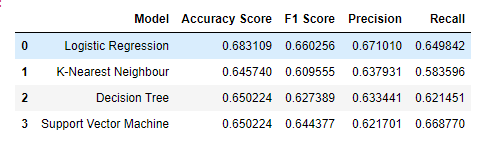 Model Accuracy Score F1 Score Precision Recall
0 Logistic Regression 0.683109 0.660256 0.671010 0.649842
1 K-Nearest Neighbour 0.645740 0.609555 0.637931 0.583596
2 Decision Tree 0.650224 0.627389 0.633441 0.621451
3 Support Vector Machine 0.650224 0.644377 0.621701 0.668770